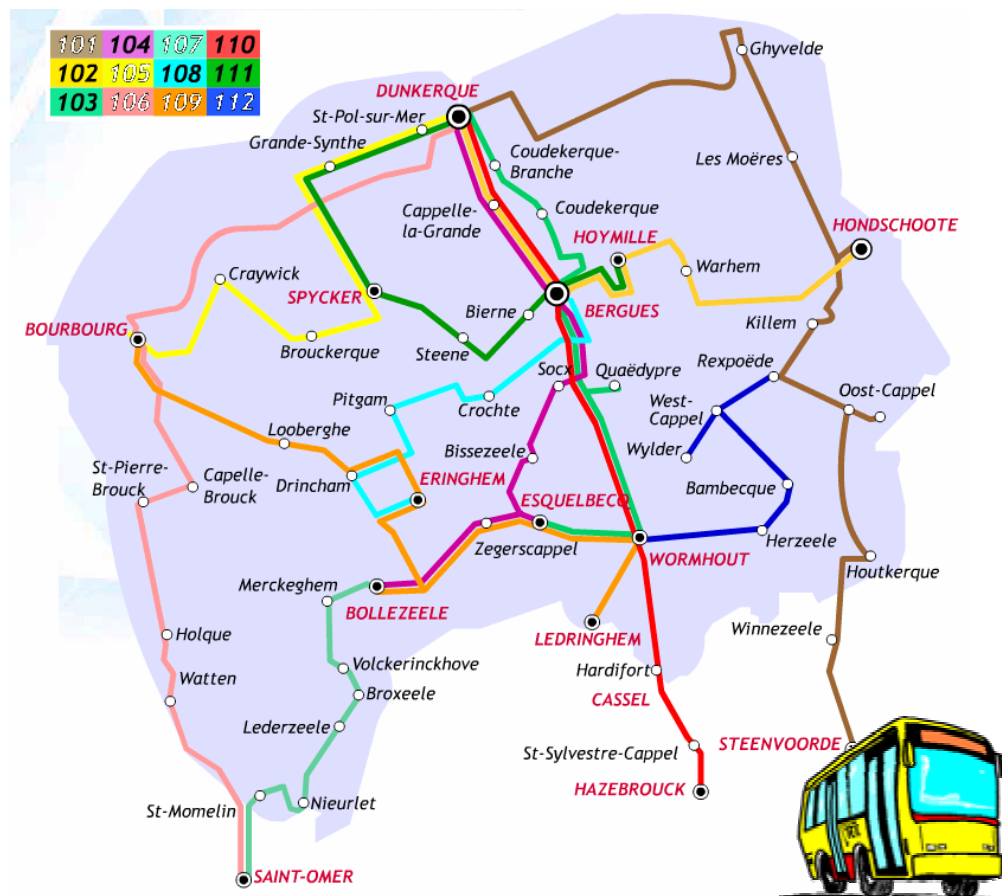 101 104 107 110
102 105 108 111
103 106 109 112
Ghyvelde
DUNKERQUE
St-Pol-sur-Mer
Grande-Synthe
Coudekerque-
Branche
Les Moëres
Cappelle-
la-Grande
Coudekerque
HONDSCHOOTE
HOYMILLE
Craywick
Warhem
SPYCKER
BERGUES
BOURBOURG
Bierne
Killem
Brouckerque
Steene
Rexpoëde
Socx
Quaëdypre
Oost-Cappel
Pitgam
Crochte
West-
Cappel
Looberghe
Wylder
Bissezeele
St-Pierre-
Brouck
Capelle-
Brouck
Drincham
ERINGHEM
Bambecque
ESQUELBECQ
Herzeele
Zegerscappel
WORMHOUT
Houtkerque
Merckeghem
BOLLEZEELE
Holque
LEDRINGHEM
Winnezeele
Volckerinckhove
Hardifort
Watten
Broxeele
CASSEL
Lederzeele
St-Sylvestre-Cappel
STEENVOORDE
HAZEBROUCK
St-Momelin
Nieurlet
SAINT-OMER